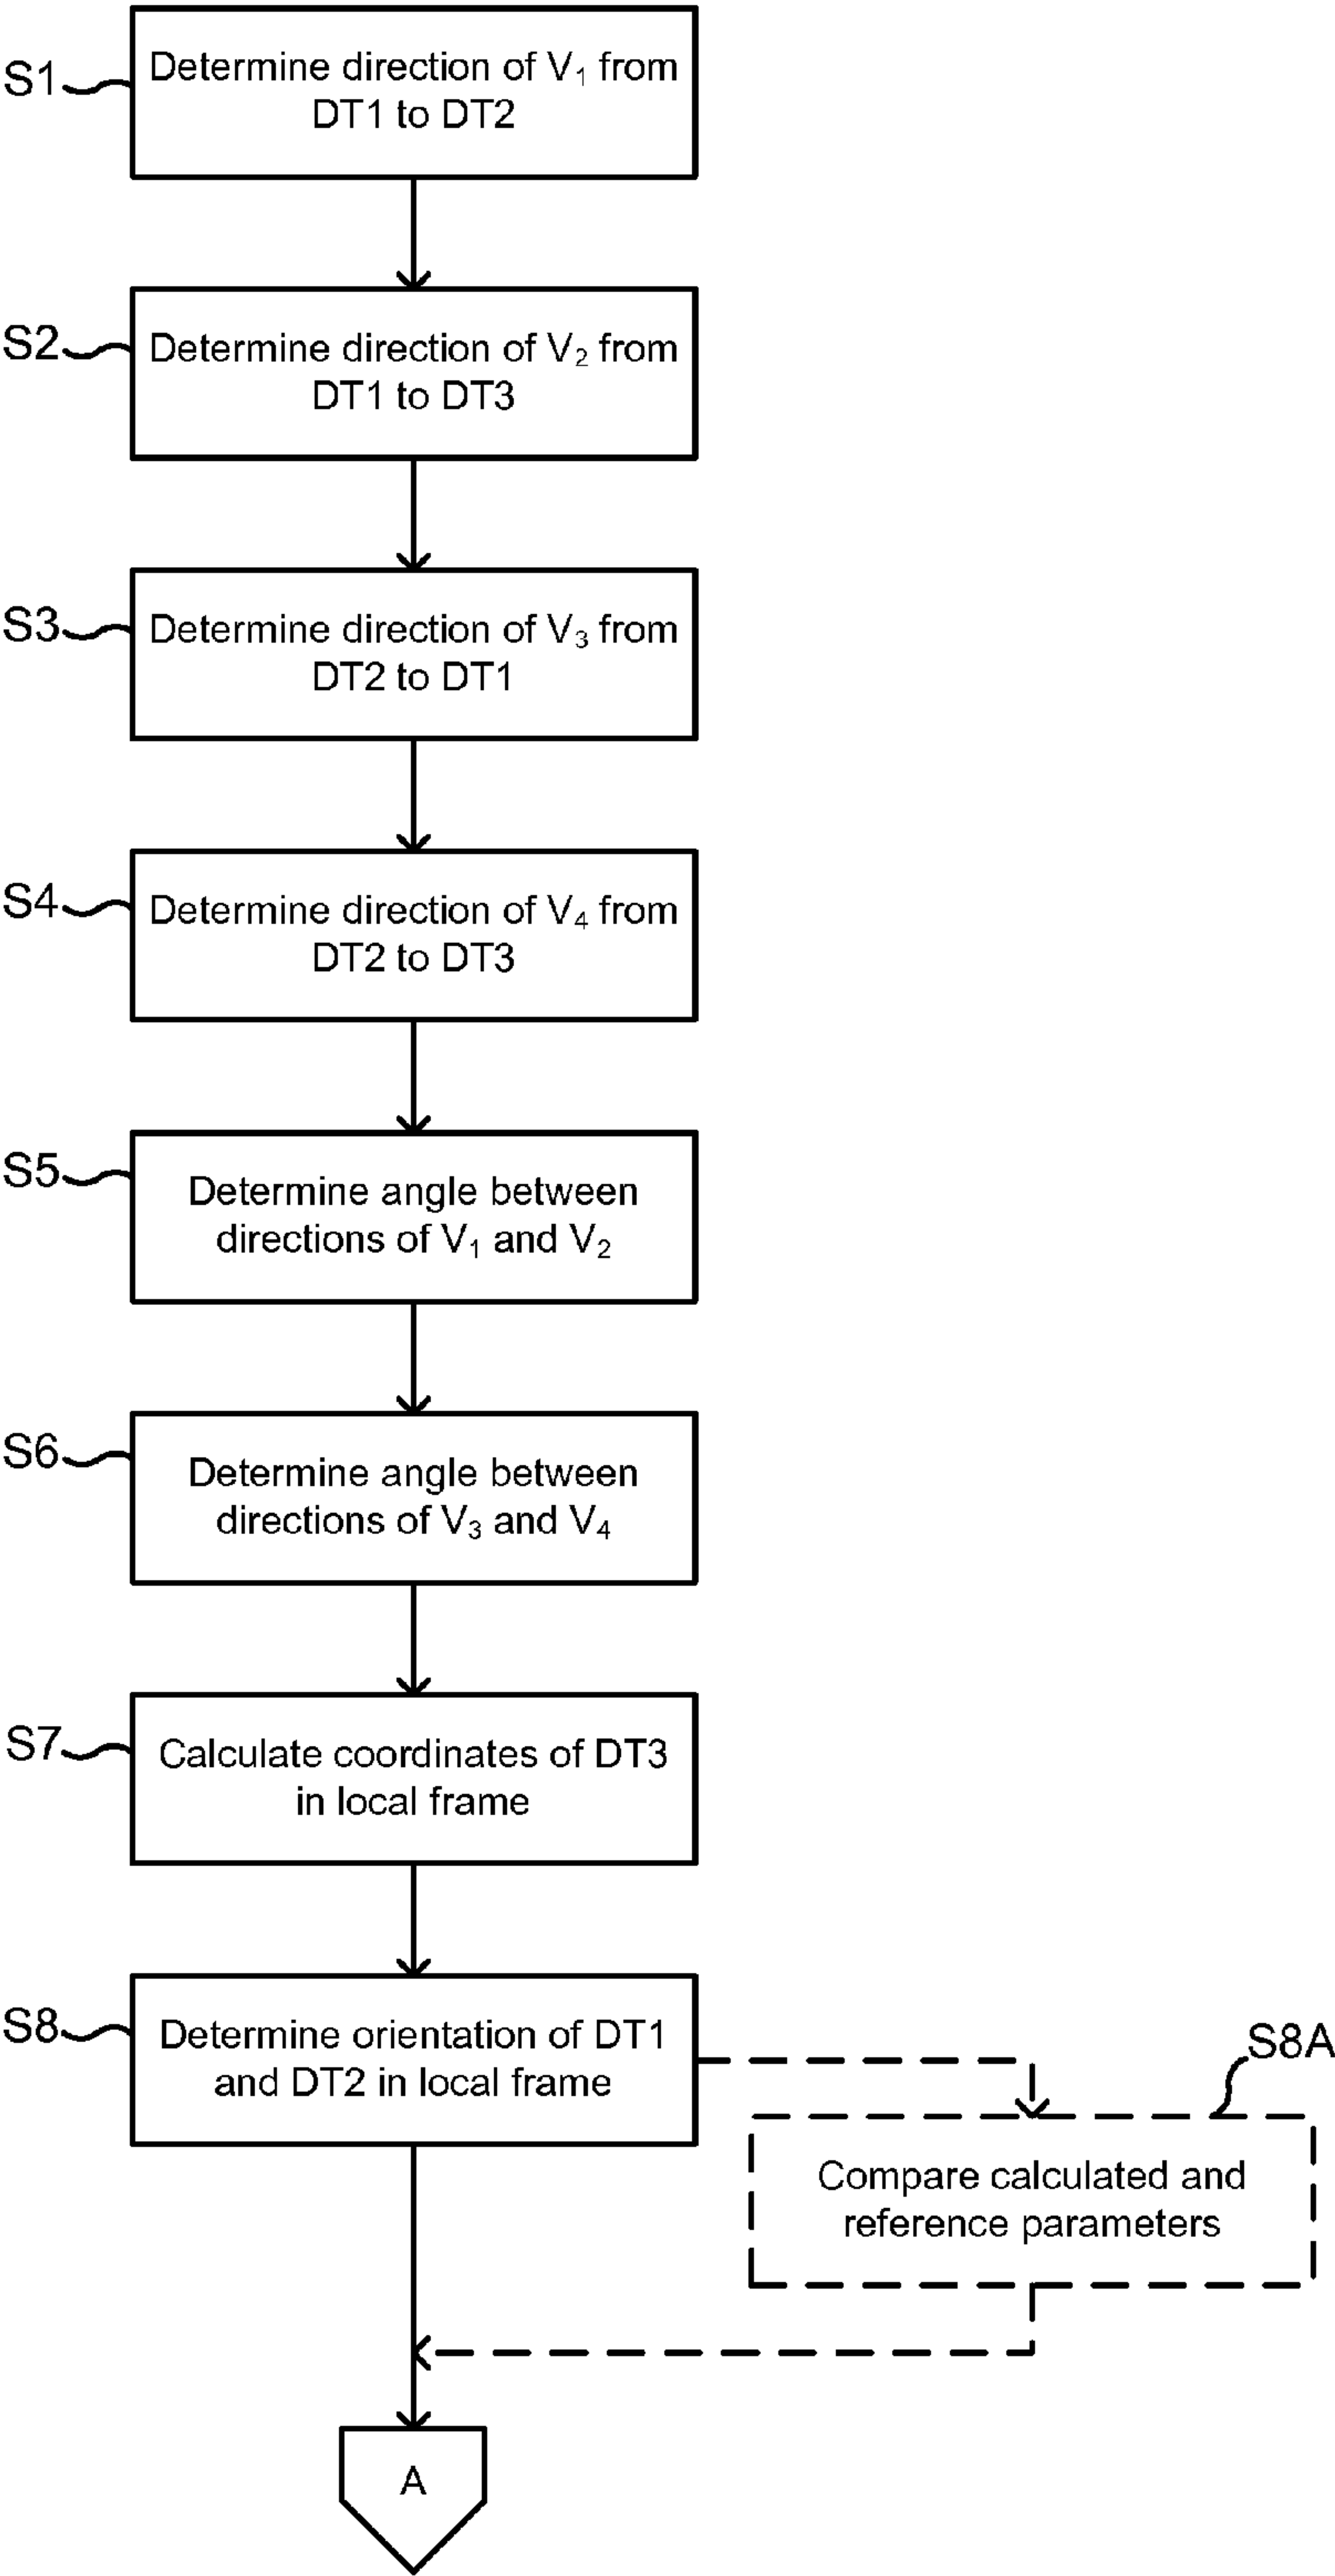 S1
Determine direction of V₁ from
DT1 to DT2
S2
Determine direction of V₂ from
DT1 to DT3
S3
Determine direction of V₃ from
DT2 to DT1
S4
Determine direction of V₄ from
DT2 to DT3
S5
Determine angle between
directions of V₁ and V₂
S6
Determine angle between
directions of V₃ and V₄
S7
Calculate coordinates of DT3
in local frame
S8
Determine orientation of DT1
and DT2 in local frame
S8A
Compare calculated and
reference parameters
A